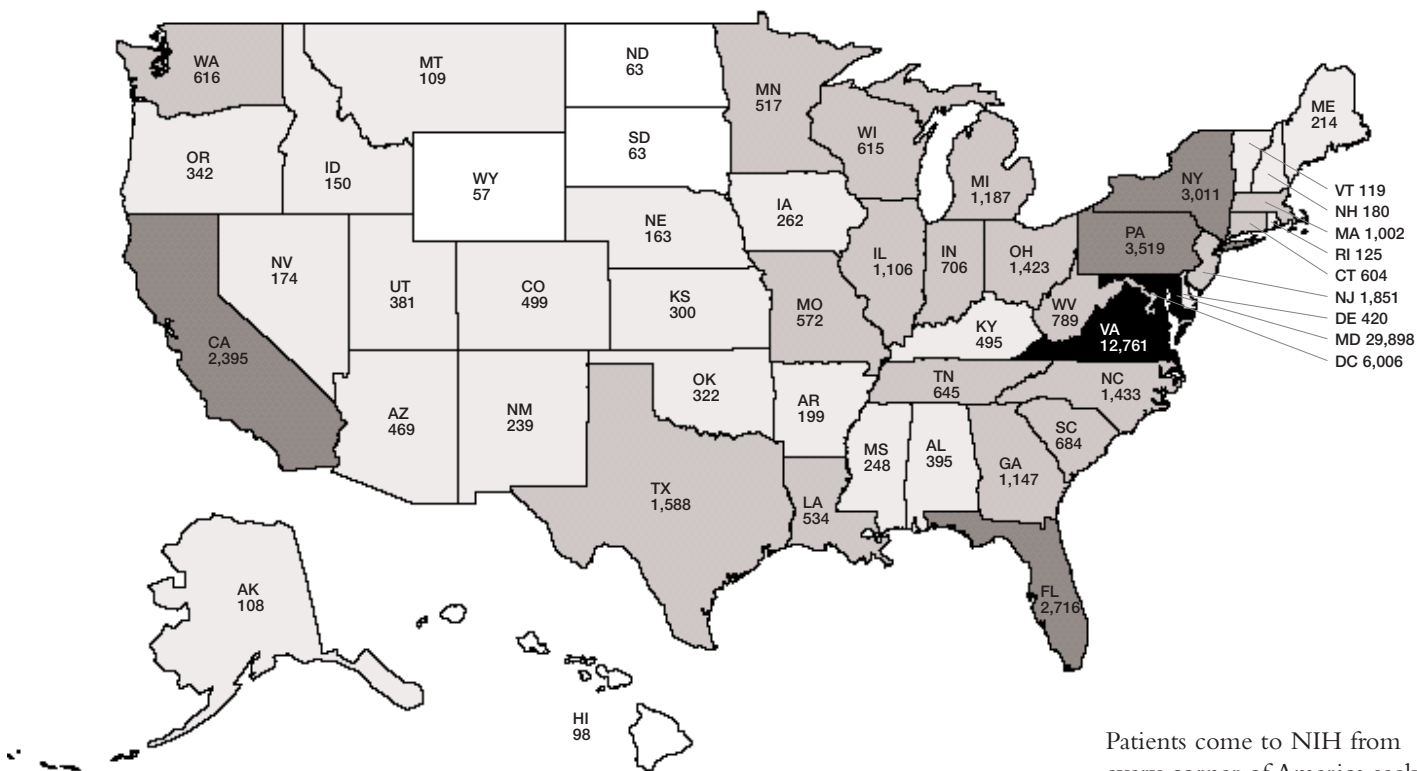 WA
616
MT
109
ND
63
MN
517
OR
342
ID
150
WY
57
SD
63
WI
615
MI
1,187
NY
3,011
ME
214
VT 119
NH 180
MA 1,002
RI 125
CT 604
NJ 1,851
DE 420
MD 29,898
DC 6,006
CA
2,395
NV
174
UT
381
CO
499
NE
163
IA
262
KS
300
MO
572
IL
1,106
IN
706
OH
1,423
PA
3,519
WV
789
VA
12,761
KY
495
AZ
469
NM
239
OK
322
AR
199
TN
645
NC
1,433
SC
684
TX
1,588
LA
534
MS
248
AL
395
GA
1,147
FL
2,716
AK
108
HI
98
Patients come to NIH from
every corner of America seek